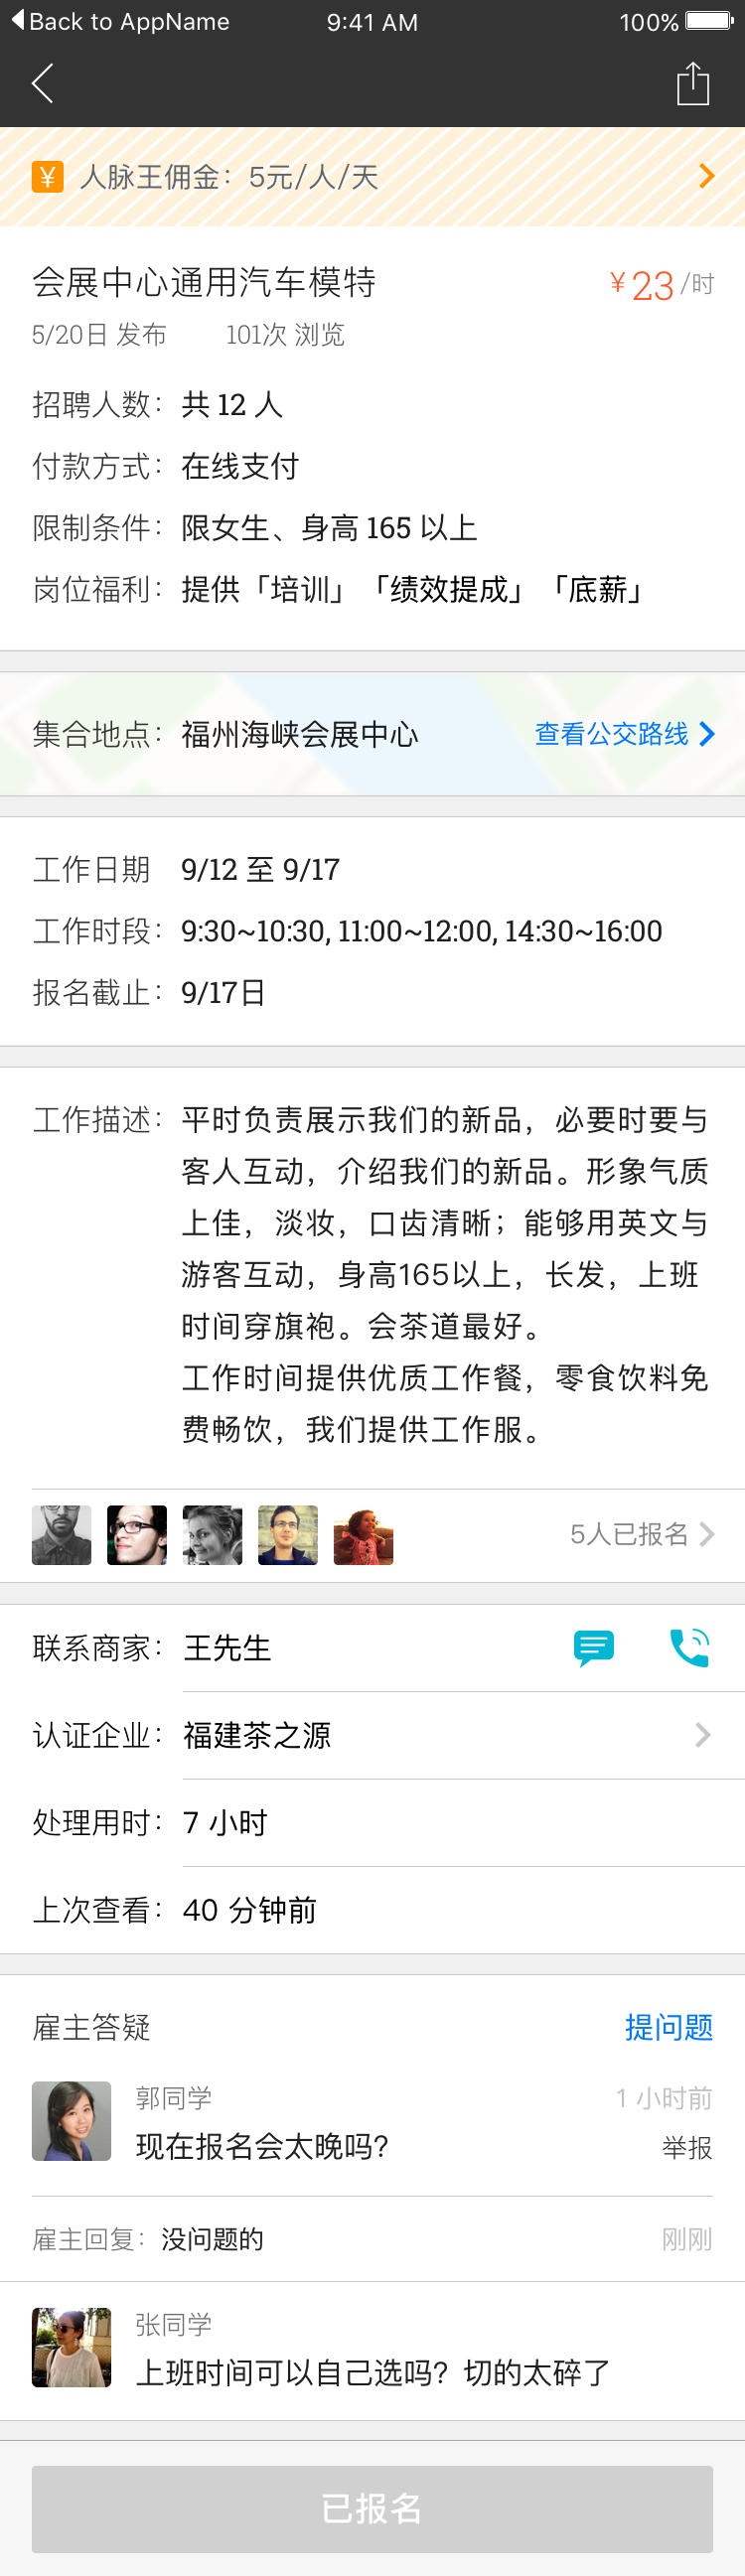 Back to AppName 9:41 AM 100%
¥ 人脉王佣金：5元/人/天
会展中心通用汽车模特 ¥23/时
5/20日 发布 101次 浏览
招聘人数：共 12 人
付款方式：在线支付
限制条件：限女生、身高 165 以上
岗位福利：提供「培训」「绩效提成」「底薪」
集合地点：福州海峡会展中心 查看公交路线
工作日期 9/12 至 9/17
工作时段：9:30~10:30, 11:00~12:00, 14:30~16:00
报名截止：9/17日
工作描述：平时负责展示我们的新品，必要时要与
客人互动，介绍我们的新品。形象气质
上佳，淡妆，口齿清晰；能够用英文与
游客互动，身高165以上，长发，上班
时间穿旗袍。会茶道最好。
工作时间提供优质工作餐，零食饮料免
费畅饮，我们提供工作服。
5人已报名
联系商家：王先生
认证企业：福建茶之源
处理用时：7 小时
上次查看：40 分钟前
雇主答疑 提问题
郭同学 1 小时前
现在报名会太晚吗? 举报
雇主回复：没问题的 刚刚
张同学
上班时间可以自己选吗？切的太碎了
已报名